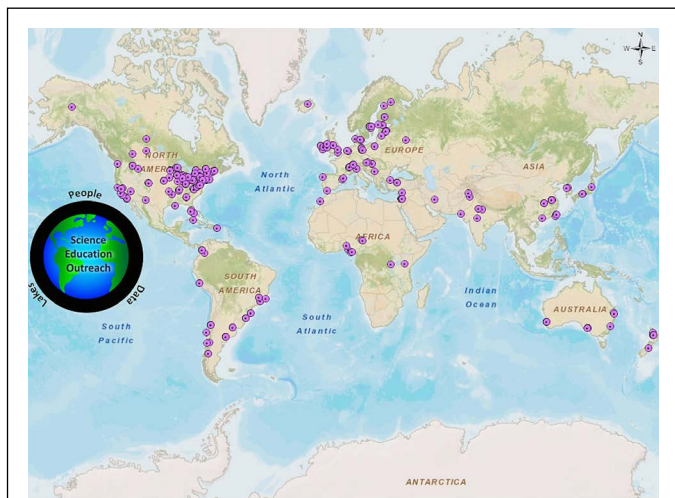 N
W E
S
NORTH
AMERICA
North
Atlantic
EUROPE
ASIA
People
Science
Education
Outreach
Lakes
Data
AFRICA
SOUTH
AMERICA
Indian
Ocean
AUSTRALIA
South
Pacific
South
Atlantic
ANTARCTICA